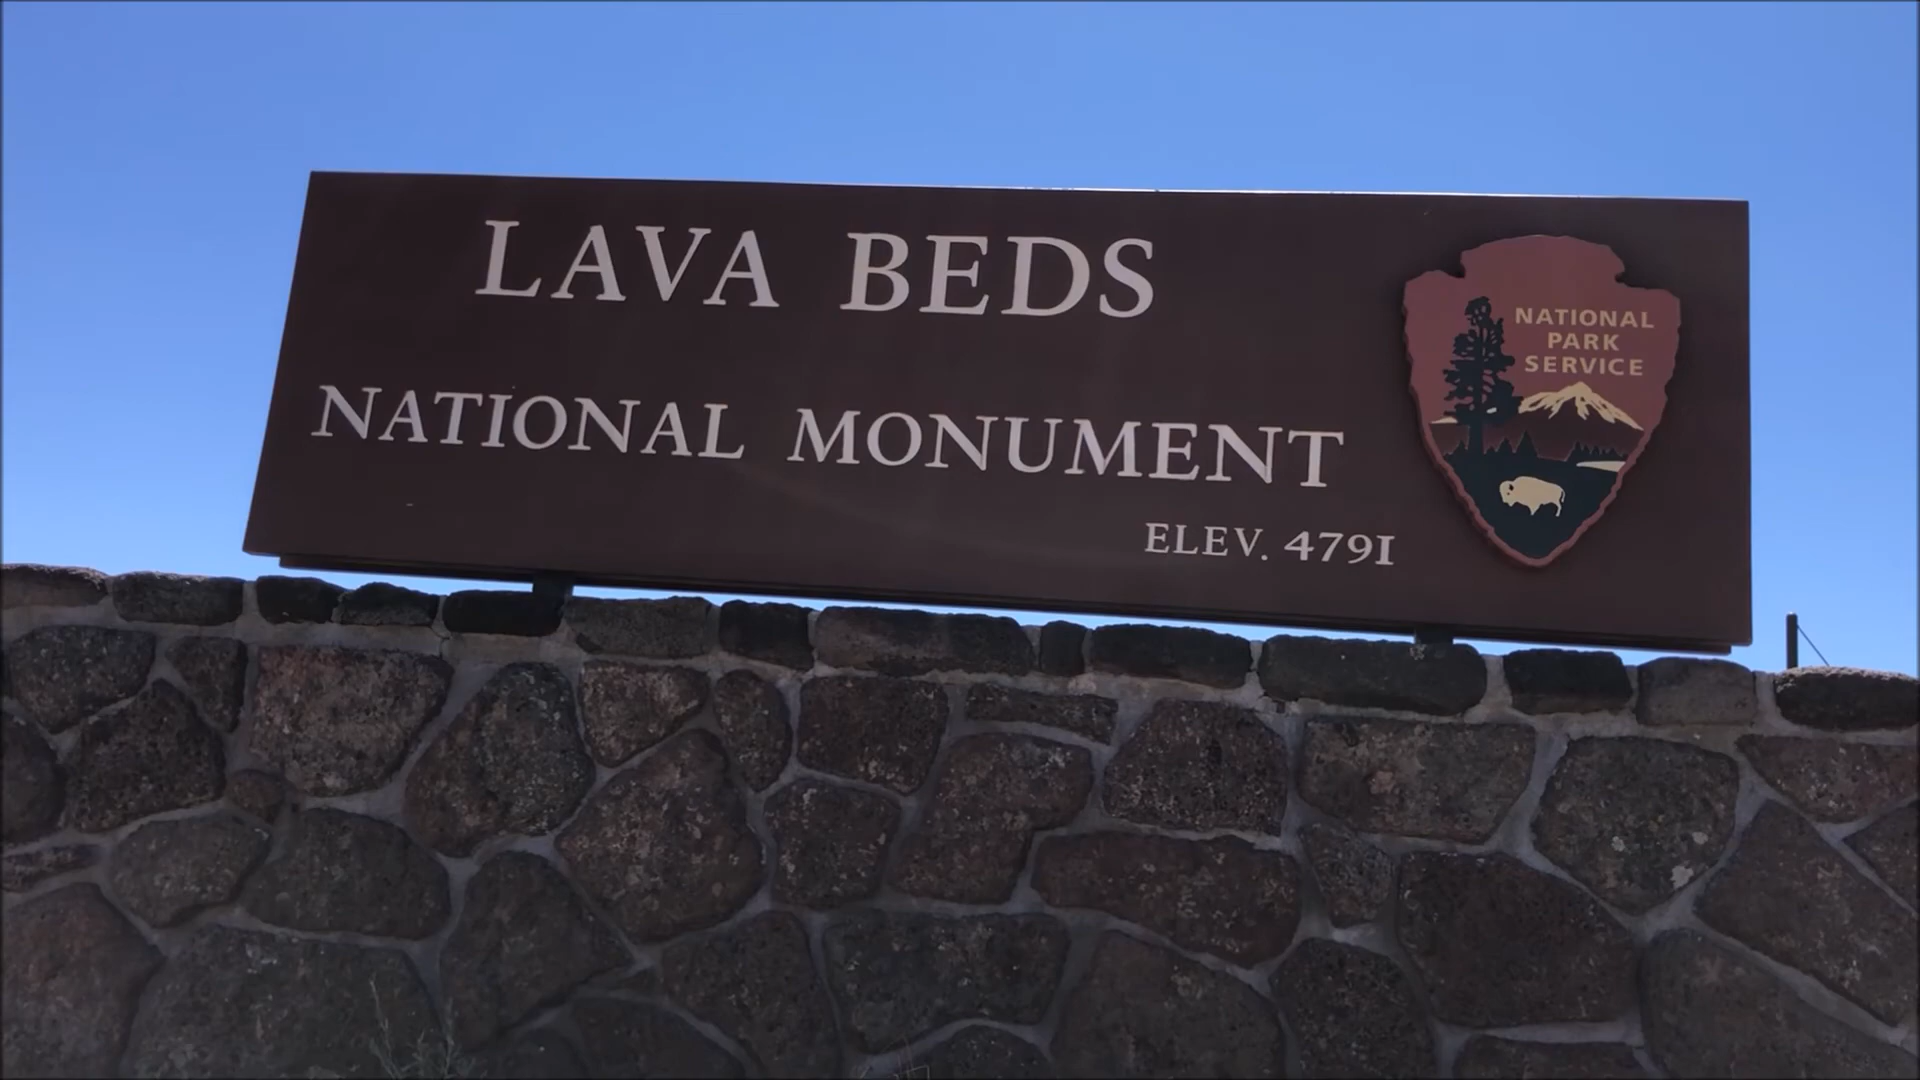 LAVA BEDS
NATIONAL MONUMENT
ELEV. 4791
NATIONAL
PARK
SERVICE